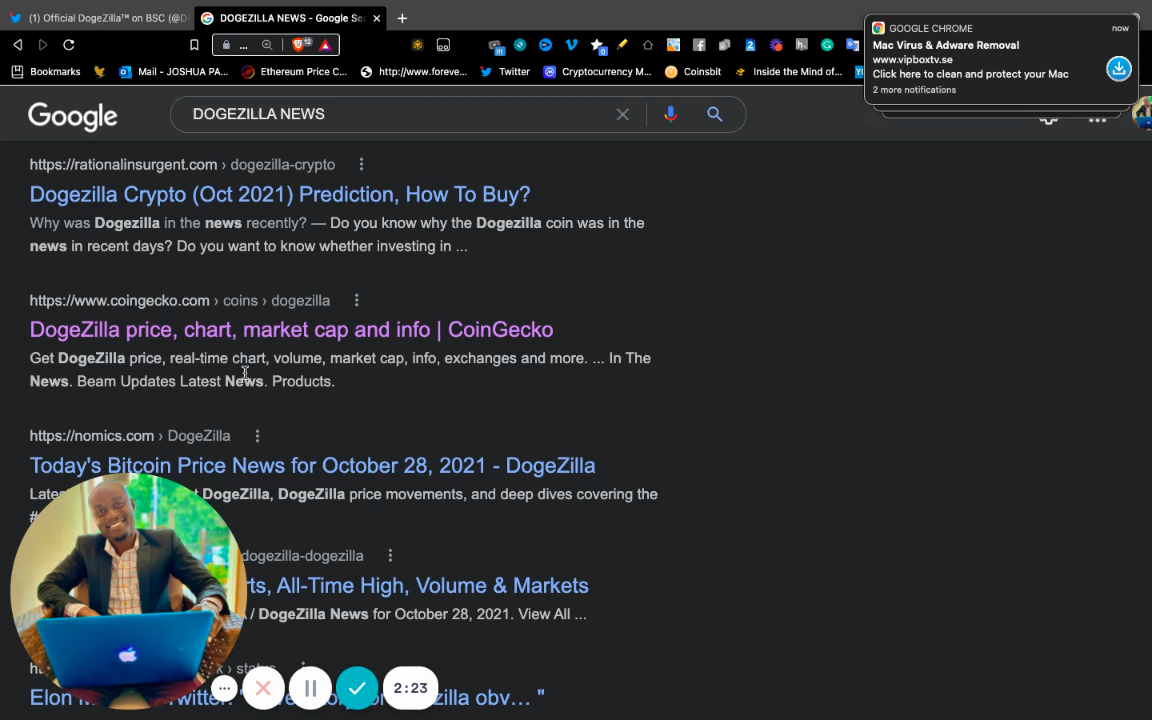 (1) Official DogeZilla™ on BSC (@D
DOGEZILLA NEWS - Google Se
GOOGLE CHROME
now
Mac Virus & Adware Removal
www.vipboxtv.se
Click here to clean and protect your Mac
2 more notifications
...
Bookmarks
Mail - JOSHUA PA...
Ethereum Price C...
http://www.foreve...
Twitter
Cryptocurrency M...
Coinsbit
Inside the Mind of...
Google
DOGEZILLA NEWS
https://rationalinsurgent.com › dogezilla-crypto
Dogezilla Crypto (Oct 2021) Prediction, How To Buy?
Why was Dogezilla in the news recently? — Do you know why the Dogezilla coin was in the
news in recent days? Do you want to know whether investing in ...
https://www.coingecko.com › coins › dogezilla
DogeZilla price, chart, market cap and info | CoinGecko
Get DogeZilla price, real-time chart, volume, market cap, info, exchanges and more. ... In The
News. Beam Updates Latest News. Products.
https://nomics.com › DogeZilla
Today's Bitcoin Price News for October 28, 2021 - DogeZilla
DogeZilla, DogeZilla price movements, and deep dives covering the
dogezilla-dogezilla
ts, All-Time High, Volume & Markets
/ DogeZilla News for October 28, 2021. View All ...
Elon
zilla obv... "
2:23